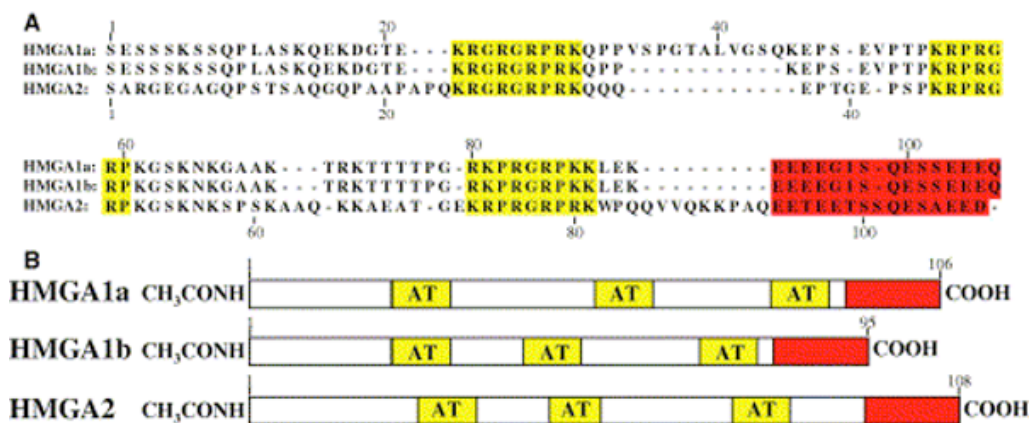 A
1 20 40
HMGA1a: SESSSKSSQPLASKQEKDGTE---KRGRGRPRKQPPVSPGTALVGSQKEPS-EVPTPKRPRG
HMGA1b: SESSSKSSQPLASKQEKDGTE---KRGRGRPRKQPP-----------KEPS-EVPTPKRPRG
HMGA2: SARGEGAGQPSTSAQGQPAAPAPQKRGRGRPRKQQQ------------EPTGE-PSPKRPRG
1 20 40
60 80 100
HMGA1a: RPKGSKNKGAAK---TRKTTTTPG-RKPRGRPKKLEK---------EEEEGIS-QESSEEEQ
HMGA1b: RPKGSKNKGAAK---TRKTTTTPG-RKPRGRPKKLEK---------EEEEGIS-QESSEEEQ
HMGA2: RPKGSKNKSPSKAAQ-KKAEAT-GEKRPRGRPRKWPQQVVQKKPAQEETEETSSQESAEED-
60 80 100
B
106
HMGA1a CH₃CONH AT AT AT COOH
95
HMGA1b CH₃CONH AT AT AT COOH
108
HMGA2 CH₃CONH AT AT AT COOH